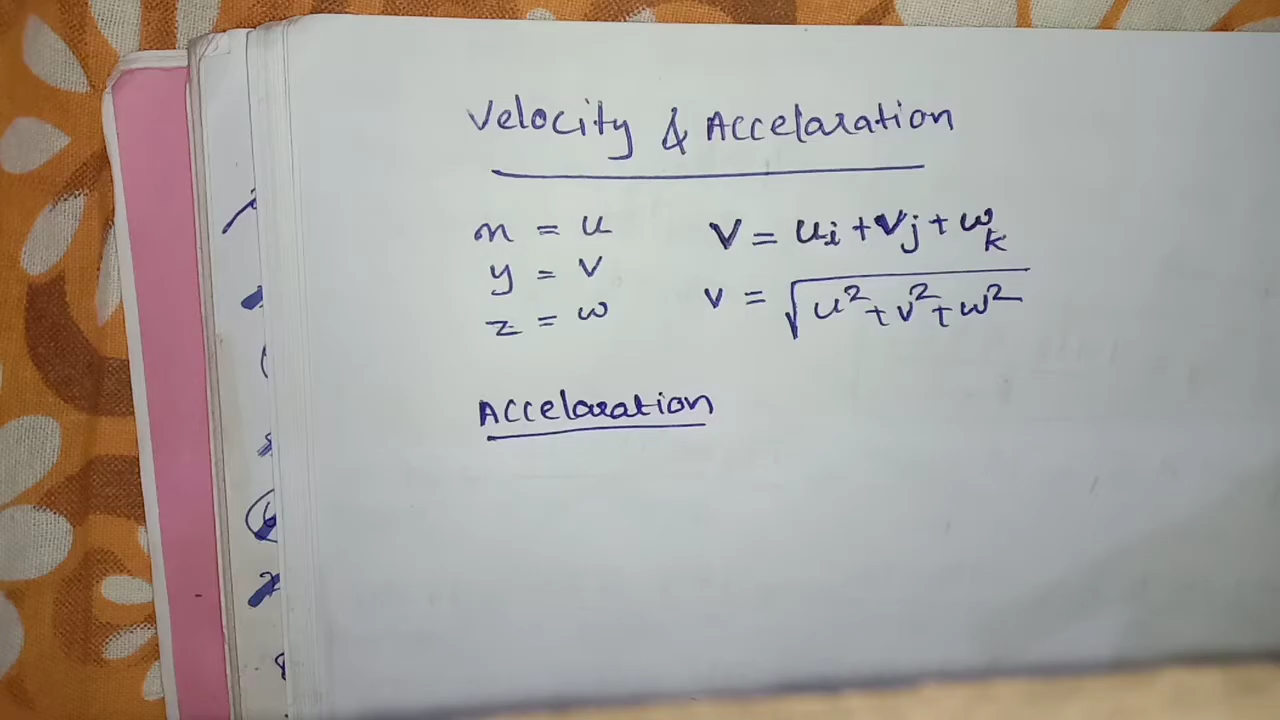 Velocity & Accelaration
x = u
y = v
z = w
V = ui + vj + wk
v = √u²+v²+w²
Accelaration